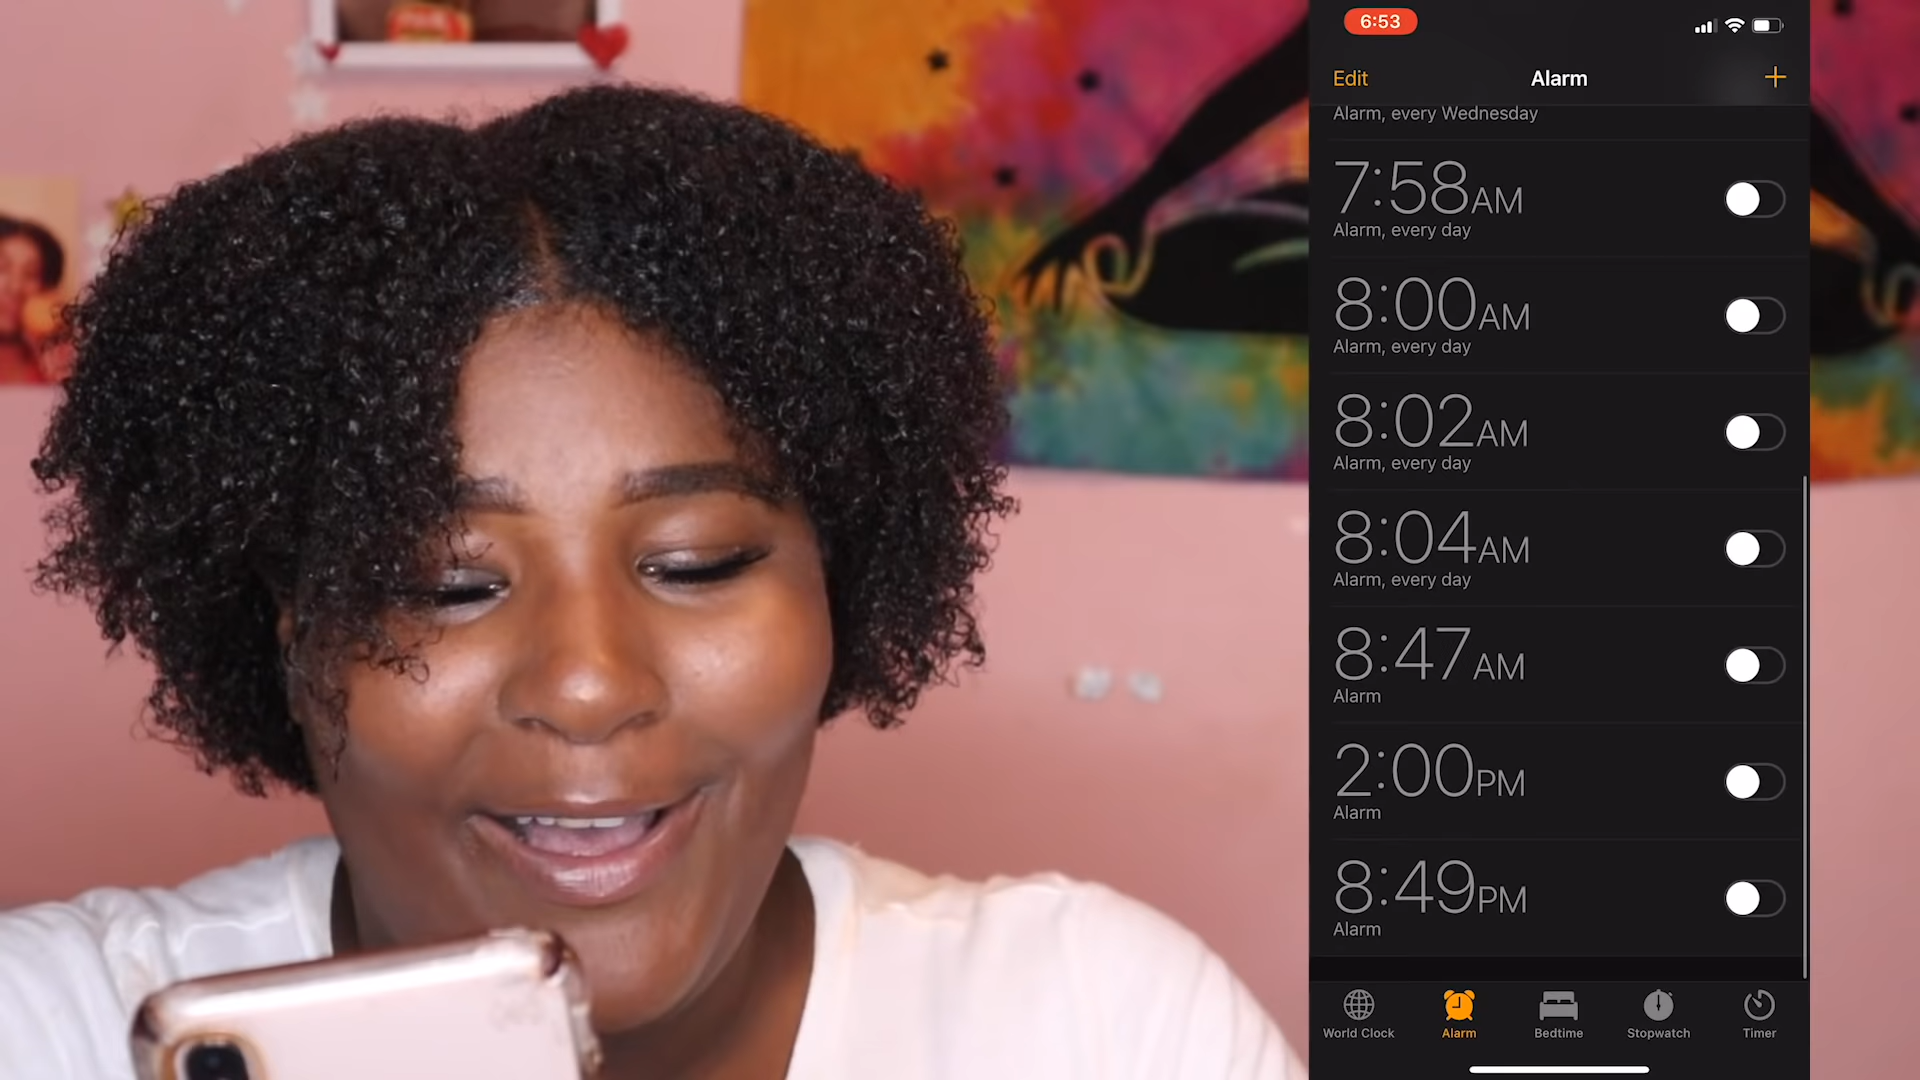 6:53
Edit
Alarm
+
Alarm, every Wednesday
7:58AM
Alarm, every day
8:00AM
Alarm, every day
8:02AM
Alarm, every day
8:04AM
Alarm, every day
8:47AM
Alarm
2:00PM
Alarm
8:49PM
Alarm
World Clock
Alarm
Bedtime
Stopwatch
Timer